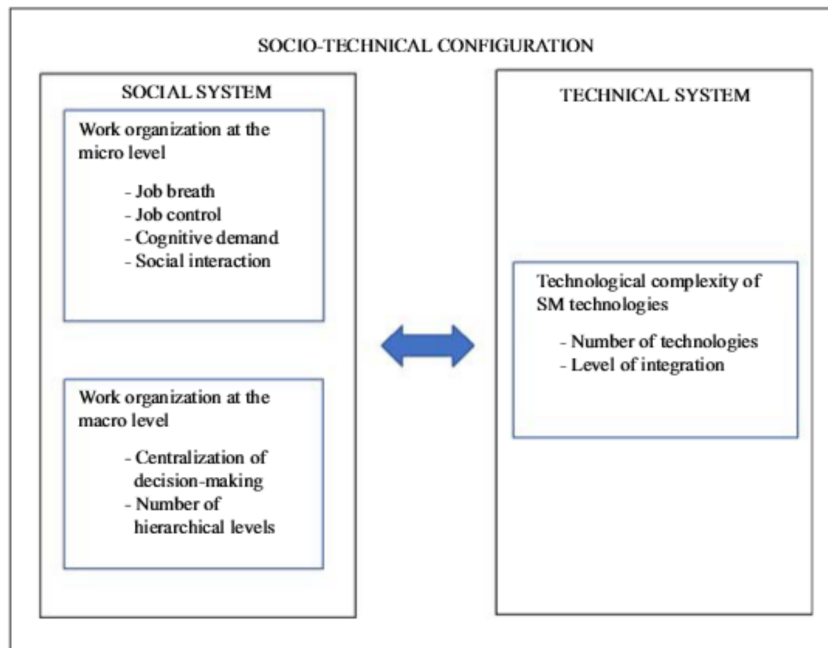 SOCIO-TECHNICAL CONFIGURATION
SOCIAL SYSTEM
Work organization at the
micro level
- Job breath
- Job control
- Cognitive demand
- Social interaction
Work organization at the
macro level
- Centralization of
decision-making
- Number of
hierarchical levels
TECHNICAL SYSTEM
Technological complexity of
SM technologies
- Number of technologies
- Level of integration